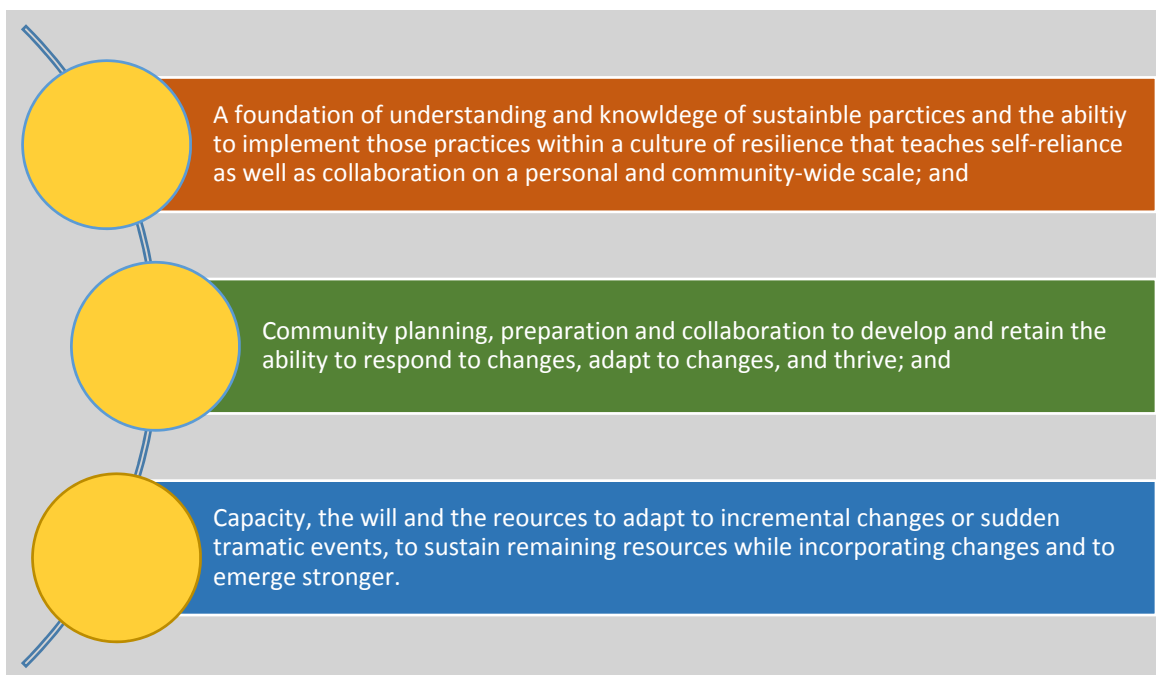 A foundation of understanding and knowldege of sustainble parctices and the abiltiy
to implement those practices within a culture of resilience that teaches self-reliance
as well as collaboration on a personal and community-wide scale; and
Community planning, preparation and collaboration to develop and retain the
ability to respond to changes, adapt to changes, and thrive; and
Capacity, the will and the reources to adapt to incremental changes or sudden
tramatic events, to sustain remaining resources while incorporating changes and to
emerge stronger.